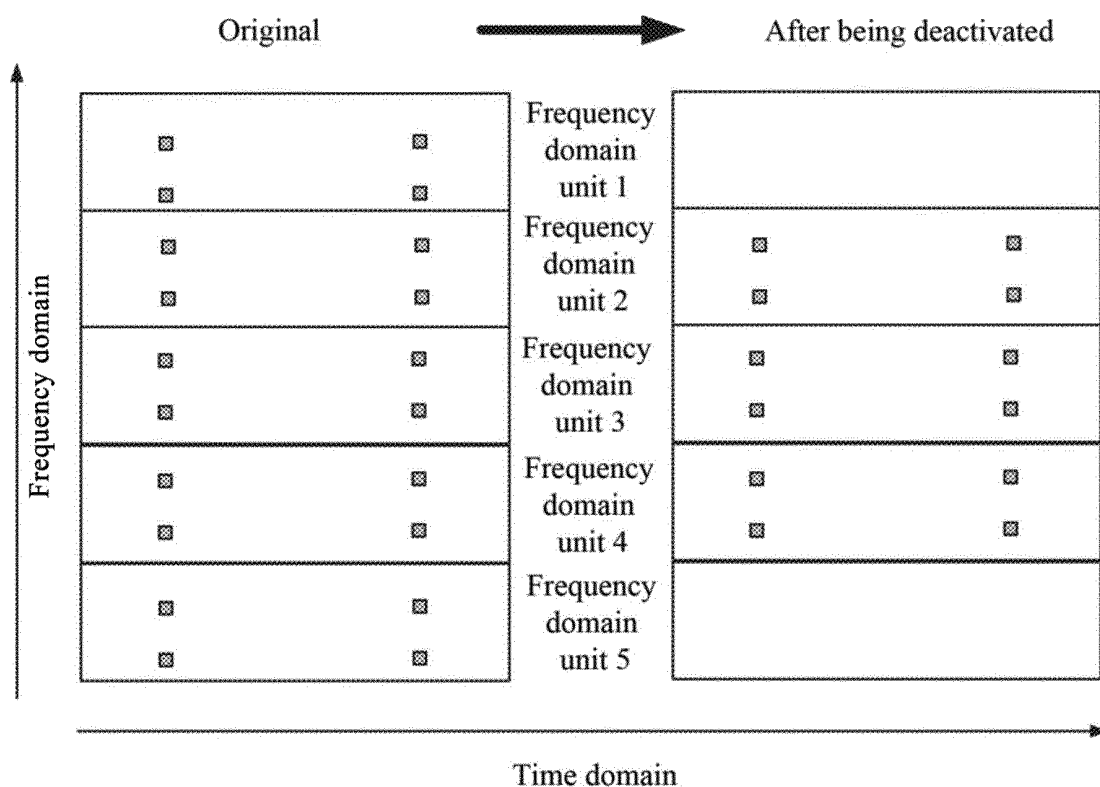 Original
After being deactivated
Frequency domain
Frequency
domain
unit 1
Frequency
domain
unit 2
Frequency
domain
unit 3
Frequency
domain
unit 4
Frequency
domain
unit 5
Time domain